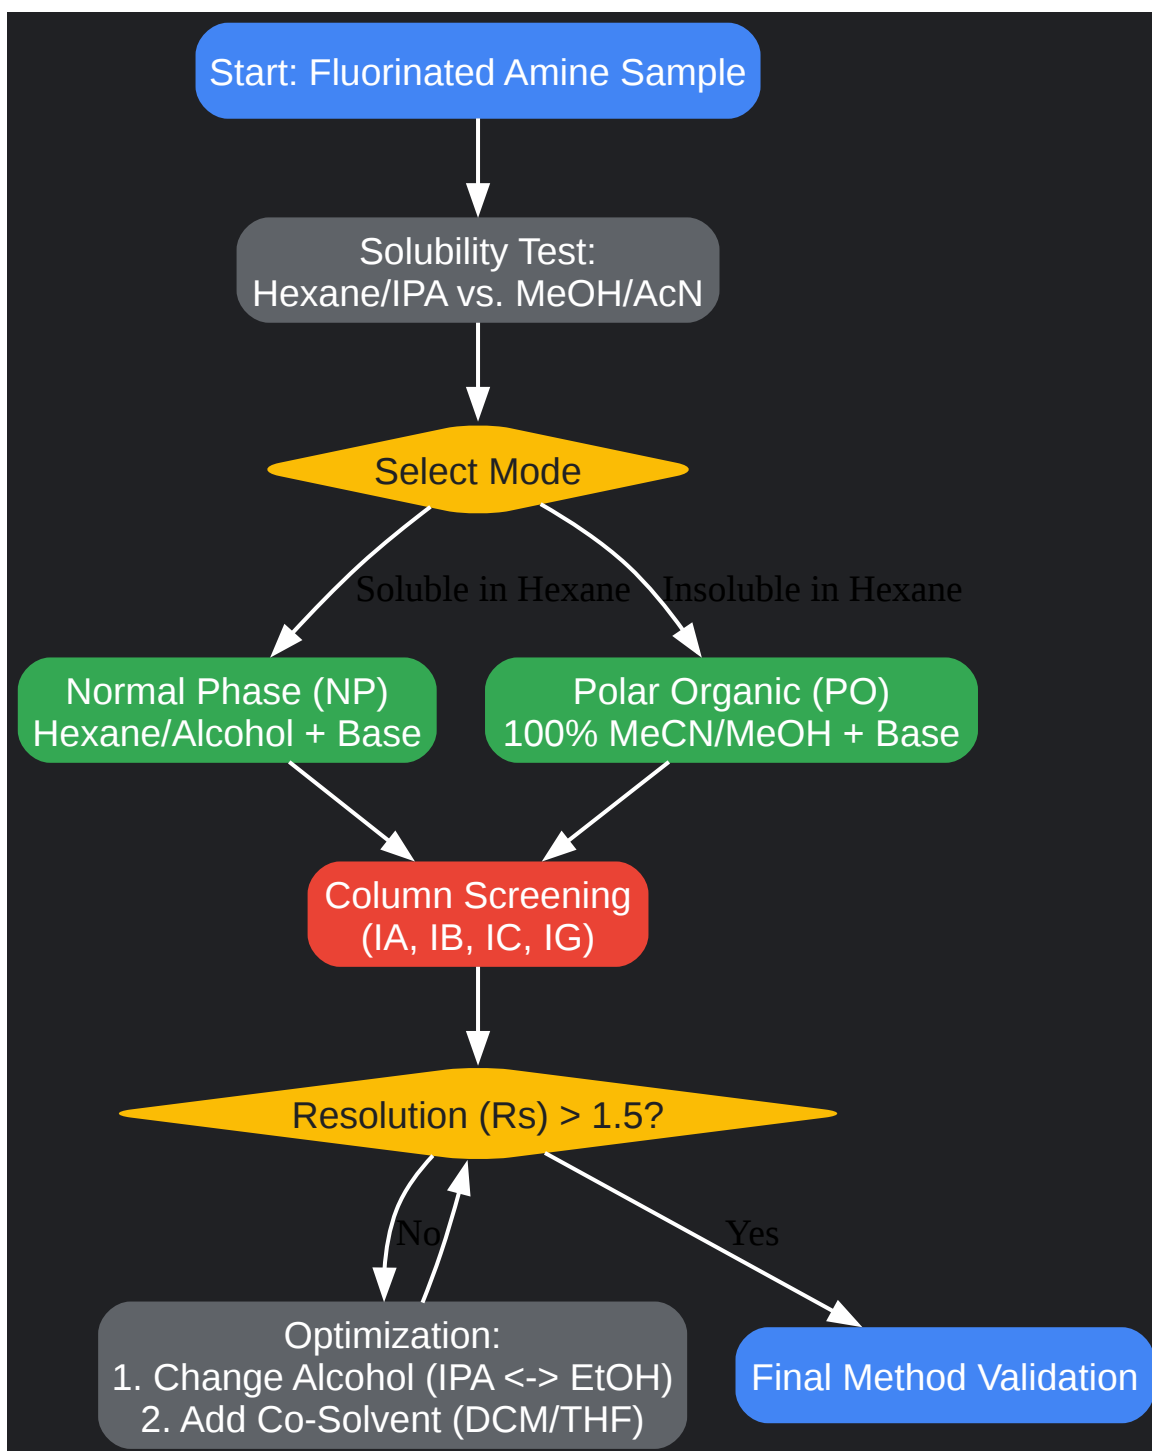 Start: Fluorinated Amine Sample
Solubility Test:
Hexane/IPA vs. MeOH/AcN
Select Mode
Soluble in Hexane
Insoluble in Hexane
Normal Phase (NP)
Hexane/Alcohol + Base
Polar Organic (PO)
100% MeCN/MeOH + Base
Column Screening
(IA, IB, IC, IG)
Resolution (Rs) > 1.5?
No
Yes
Optimization:
1. Change Alcohol (IPA <-> EtOH)
2. Add Co-Solvent (DCM/THF)
Final Method Validation